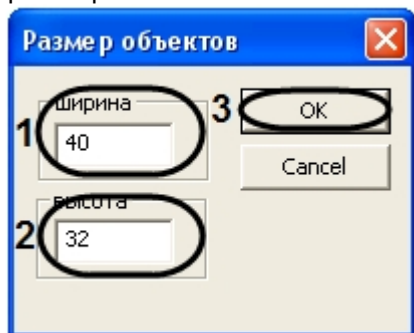 Размер объектов
1 ширина 3 OK
40
Cancel
высота
2 32